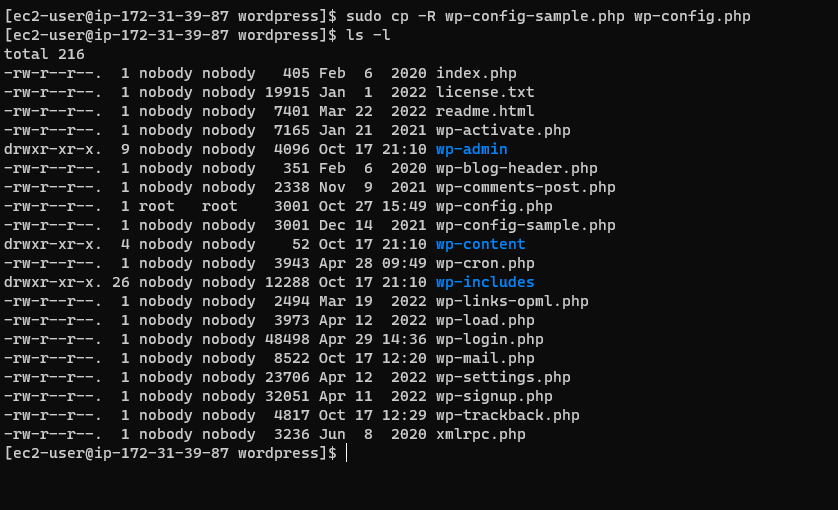 [ec2-user@ip-172-31-39-87 wordpress]$ sudo cp -R wp-config-sample.php wp-config.php
[ec2-user@ip-172-31-39-87 wordpress]$ ls -l
total 216
-rw-r--r--.  1 nobody nobody   405 Feb  6  2020 index.php
-rw-r--r--.  1 nobody nobody 19915 Jan  1  2022 license.txt
-rw-r--r--.  1 nobody nobody  7401 Mar 22  2022 readme.html
-rw-r--r--.  1 nobody nobody  7165 Jan 21  2021 wp-activate.php
drwxr-xr-x.  9 nobody nobody  4096 Oct 17 21:10 wp-admin
-rw-r--r--.  1 nobody nobody   351 Feb  6  2020 wp-blog-header.php
-rw-r--r--.  1 nobody nobody  2338 Nov  9  2021 wp-comments-post.php
-rw-r--r--.  1 root   root    3001 Oct 27 15:49 wp-config.php
-rw-r--r--.  1 nobody nobody  3001 Dec 14  2021 wp-config-sample.php
drwxr-xr-x.  4 nobody nobody    52 Oct 17 21:10 wp-content
-rw-r--r--.  1 nobody nobody  3943 Apr 28 09:49 wp-cron.php
drwxr-xr-x. 26 nobody nobody 12288 Oct 17 21:10 wp-includes
-rw-r--r--.  1 nobody nobody  2494 Mar 19  2022 wp-links-opml.php
-rw-r--r--.  1 nobody nobody  3973 Apr 12  2022 wp-load.php
-rw-r--r--.  1 nobody nobody 48498 Apr 29 14:36 wp-login.php
-rw-r--r--.  1 nobody nobody  8522 Oct 17 12:20 wp-mail.php
-rw-r--r--.  1 nobody nobody 23706 Apr 12  2022 wp-settings.php
-rw-r--r--.  1 nobody nobody 32051 Apr 11  2022 wp-signup.php
-rw-r--r--.  1 nobody nobody  4817 Oct 17 12:29 wp-trackback.php
-rw-r--r--.  1 nobody nobody  3236 Jun  8  2020 xmlrpc.php
[ec2-user@ip-172-31-39-87 wordpress]$